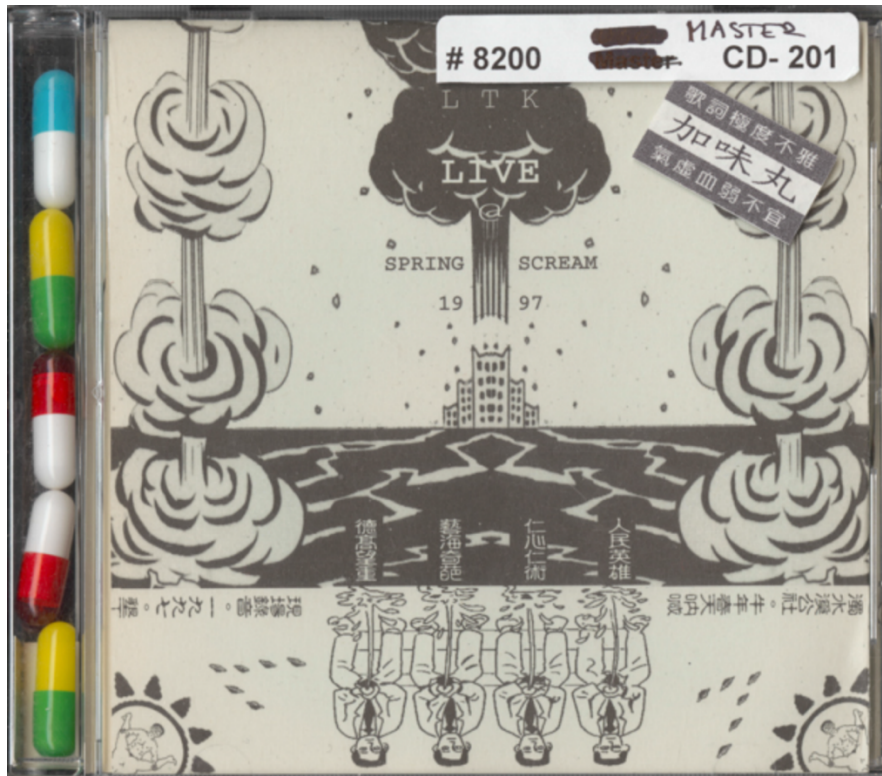 MASTER
# 8200 CD- 201
歌詞極度不雅
加味丸
氣虛血弱不宜
LTK
LIVE
@
SPRING SCREAM
19 97
人民英雄
仁心仁術
藝海奇葩
德高望重
濁水溪公社。牛年春天吶喊
現場錄音。一九九七。